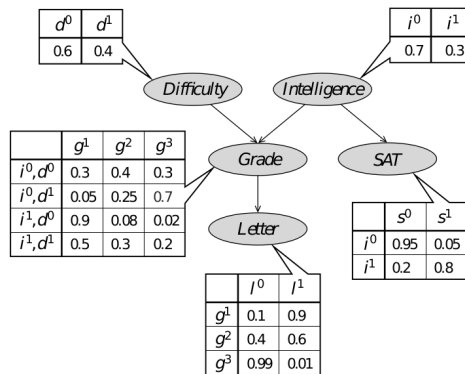 d⁰ d¹
0.6 0.4
i⁰ i¹
0.7 0.3
Difficulty
Intelligence
g¹ g² g³
i⁰,d⁰ 0.3 0.4 0.3
i⁰,d¹ 0.05 0.25 0.7
i¹,d⁰ 0.9 0.08 0.02
i¹,d¹ 0.5 0.3 0.2
Grade
SAT
Letter
s⁰ s¹
i⁰ 0.95 0.05
i¹ 0.2 0.8
l⁰ l¹
g¹ 0.1 0.9
g² 0.4 0.6
g³ 0.99 0.01